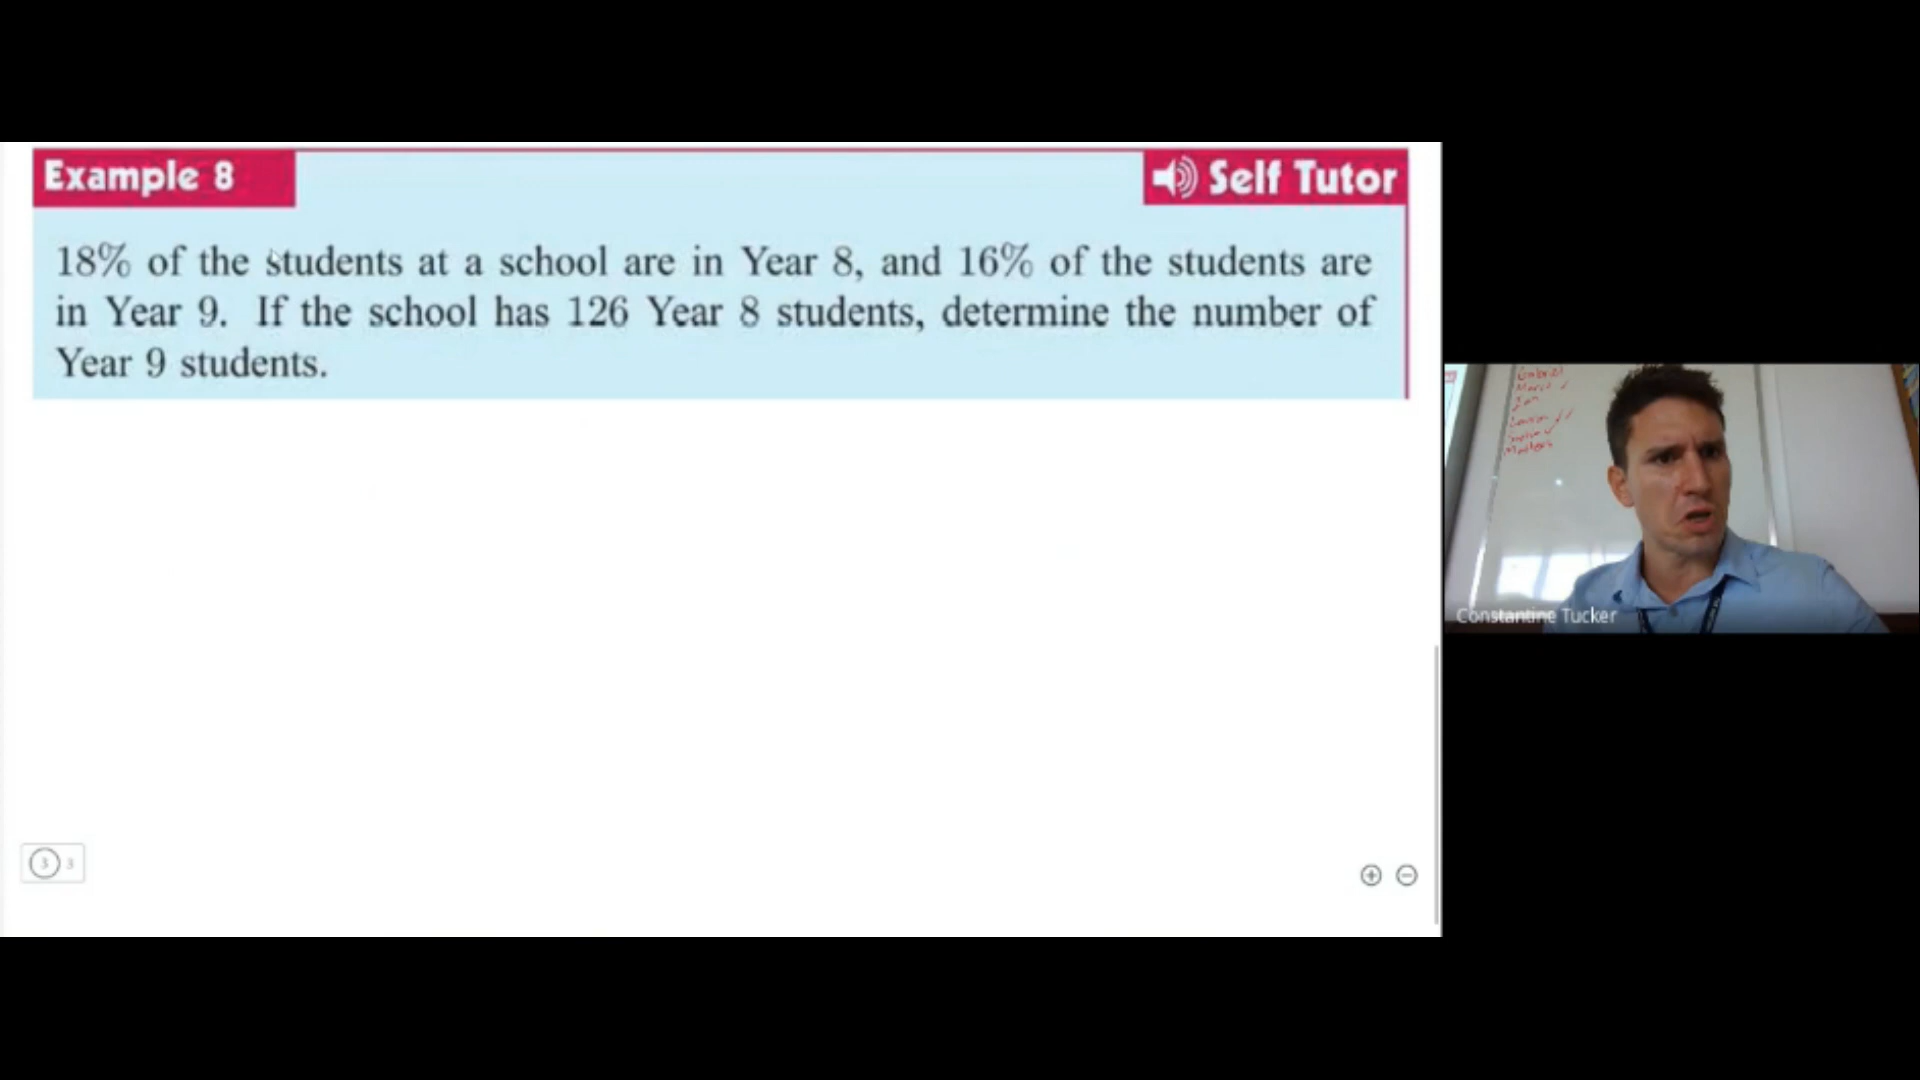 Example 8
Self Tutor
18% of the students at a school are in Year 8, and 16% of the students are
in Year 9. If the school has 126 Year 8 students, determine the number of
Year 9 students.
3 3
Constantine Tucker